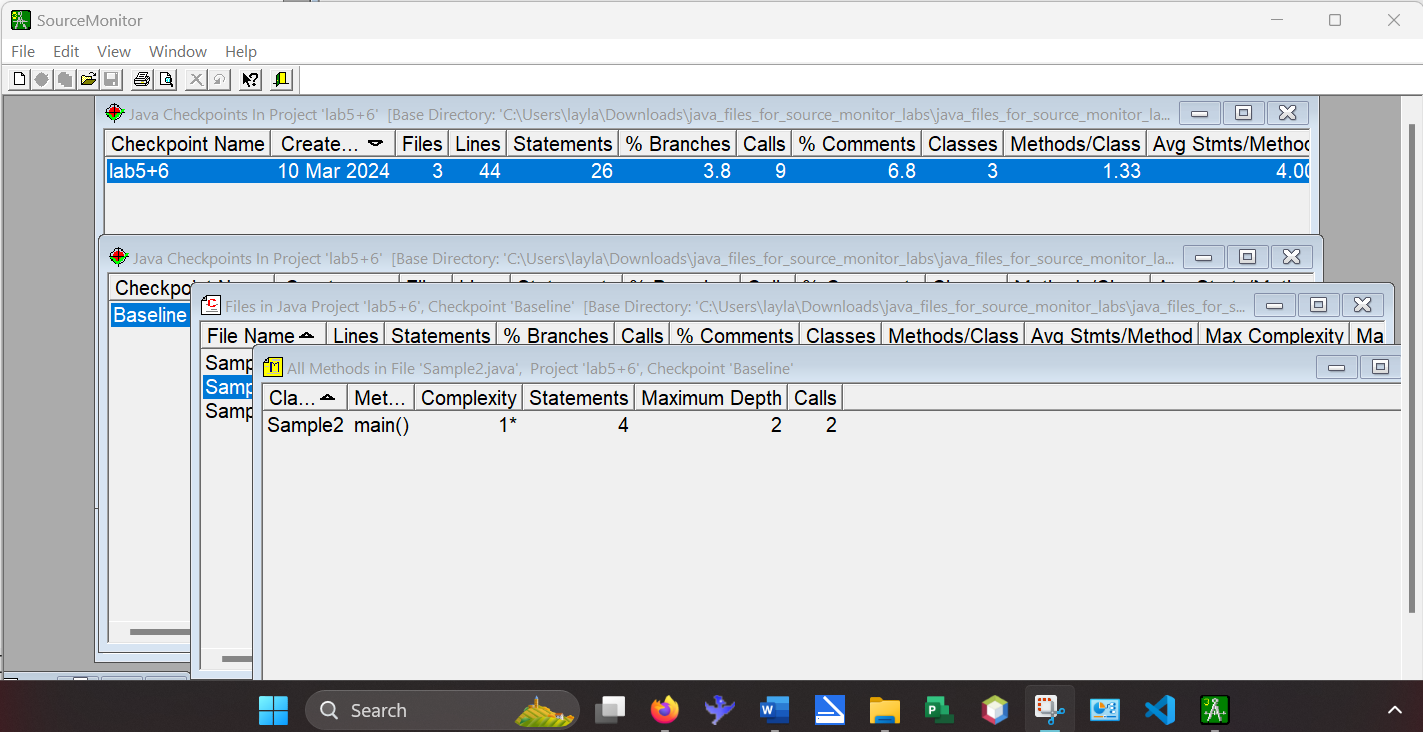 SourceMonitor
File Edit View Window Help
Java Checkpoints In Project 'lab5+6' [Base Directory: 'C:\Users\layla\Downloads\java_files_for_source_monitor_labs\java_files_for_source_monitor_la...
Checkpoint Name Create... Files Lines Statements % Branches Calls % Comments Classes Methods/Class Avg Stmts/Method
lab5+6 10 Mar 2024 3 44 26 3.8 9 6.8 3 1.33 4.00
Java Checkpoints In Project 'lab5+6' [Base Directory: 'C:\Users\layla\Downloads\java_files_for_source_monitor_labs\java_files_for_source_monitor_la...
Baseline
Files in Java Project 'lab5+6', Checkpoint 'Baseline' [Base Directory: 'C:\Users\layla\Downloads\java_files_for_source_monitor_labs\java_files_for_s...
File Name Lines Statements % Branches Calls % Comments Classes Methods/Class Avg Stmts/Method Max Complexity Ma
Samp
Samp
Samp
All Methods in File 'Sample2.java', Project 'lab5+6', Checkpoint 'Baseline'
Cla... Met... Complexity Statements Maximum Depth Calls
Sample2 main() 1* 4 2 2
Search